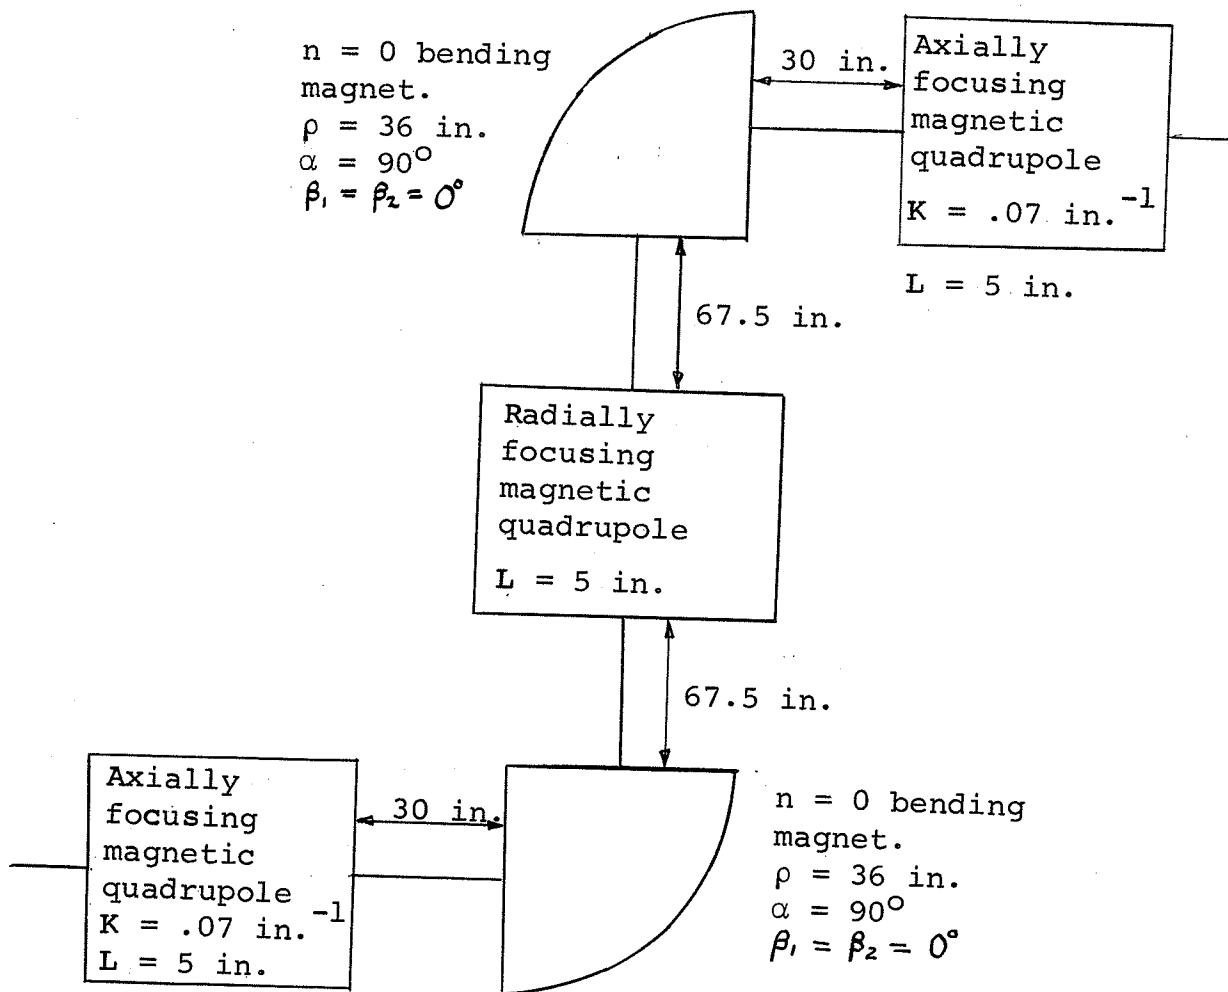 n = 0 bending
magnet.
ρ = 36 in.
α = 90°
β₁ = β₂ = 0°
30 in.
Axially
focusing
magnetic
quadrupole
K = .07 in.⁻¹
L = 5 in.
67.5 in.
Radially
focusing
magnetic
quadrupole
L = 5 in.
67.5 in.
Axially
focusing
magnetic
quadrupole
K = .07 in.⁻¹
L = 5 in.
30 in.
n = 0 bending
magnet.
ρ = 36 in.
α = 90°
β₁ = β₂ = 0°